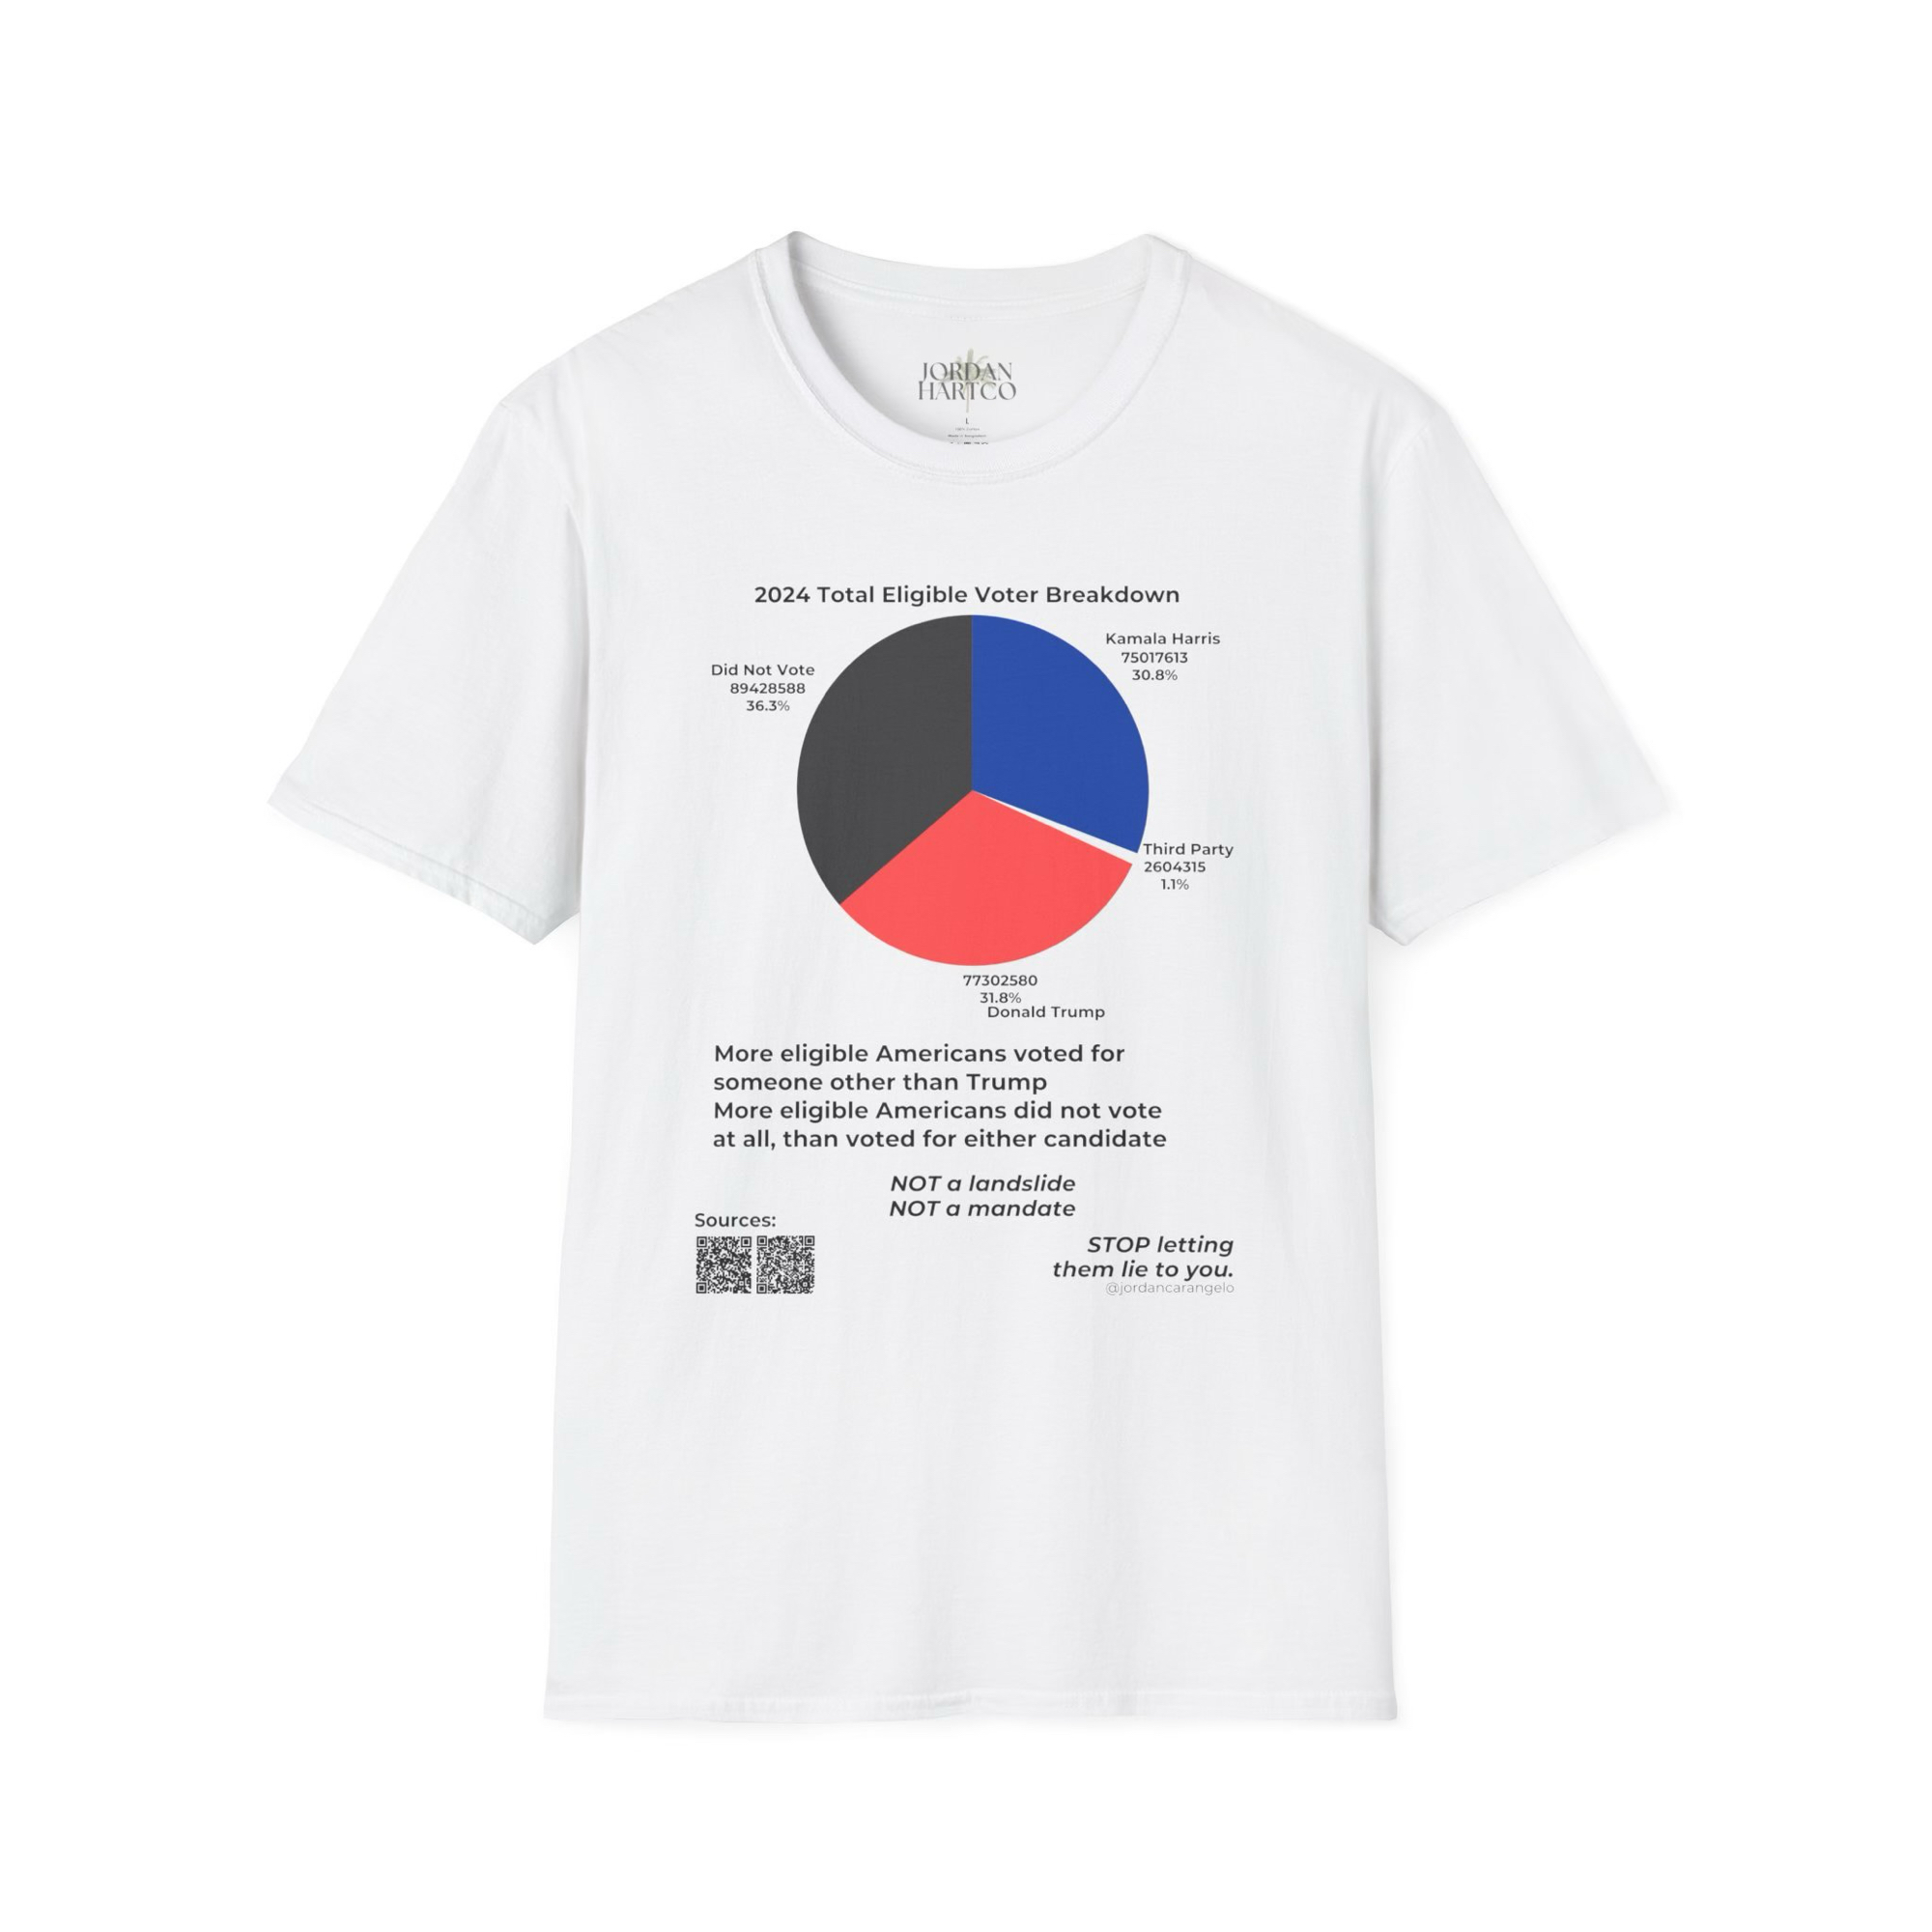 JORDAN
HARTCO
L
2024 Total Eligible Voter Breakdown
Kamala Harris
75017613
30.8%
Did Not Vote
89428588
36.3%
Third Party
2604315
1.1%
77302580
31.8%
Donald Trump
More eligible Americans voted for
someone other than Trump
More eligible Americans did not vote
at all, than voted for either candidate
NOT a landslide
NOT a mandate
Sources:
STOP letting
them lie to you.
@jordancarangelo